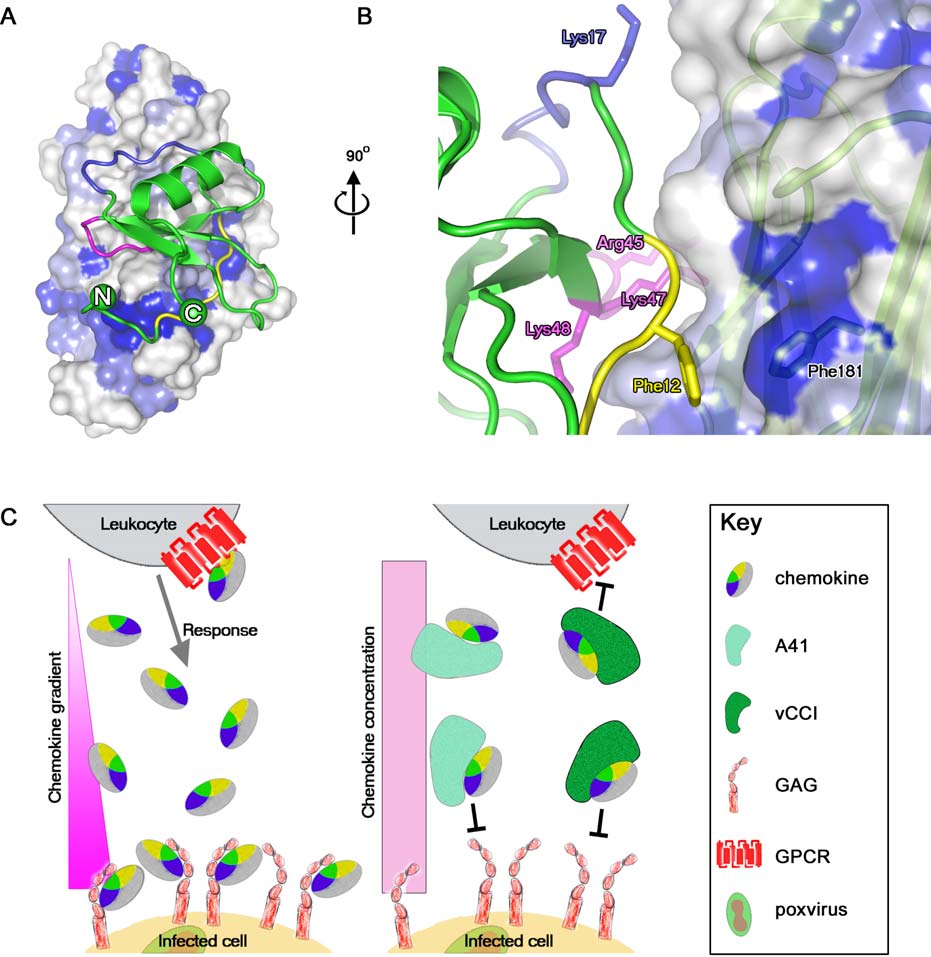 A
N
C
90°
B
Lys17
Arg45
Lys47
Lys48
Phe12
Phe181
C
Leukocyte
Response
Chemokine gradient
Infected cell
Leukocyte
Chemokine concentration
Infected cell
Key
chemokine
A41
vCCI
GAG
GPCR
poxvirus